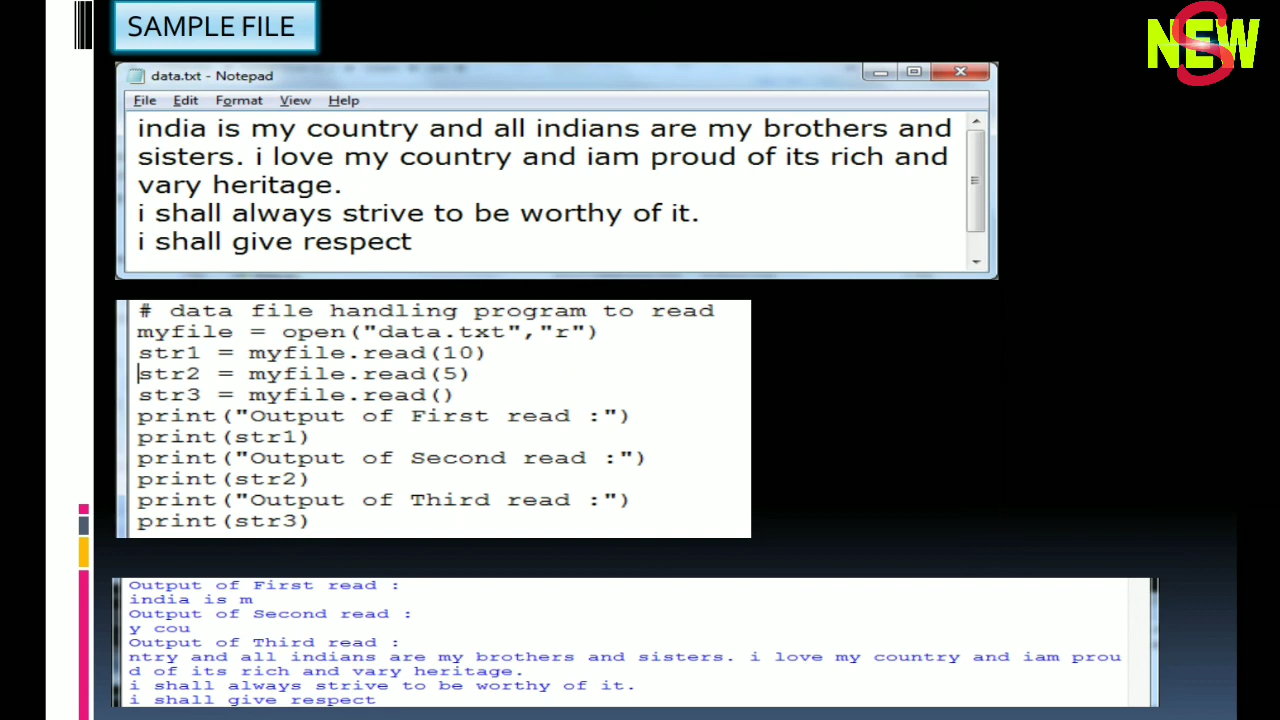 SAMPLE FILE
NEW
S
data.txt - Notepad
File Edit Format View Help
india is my country and all indians are my brothers and
sisters. i love my country and iam proud of its rich and
vary heritage.
i shall always strive to be worthy of it.
i shall give respect
# data file handling program to read
myfile = open("data.txt","r")
str1 = myfile.read(10)
str2 = myfile.read(5)
str3 = myfile.read()
print("Output of First read :")
print(str1)
print("Output of Second read :")
print(str2)
print("Output of Third read :")
print(str3)
Output of First read :
india is m
Output of Second read :
y cou
Output of Third read :
ntry and all indians are my brothers and sisters. i love my country and iam prou
d of its rich and vary heritage.
i shall always strive to be worthy of it.
i shall give respect